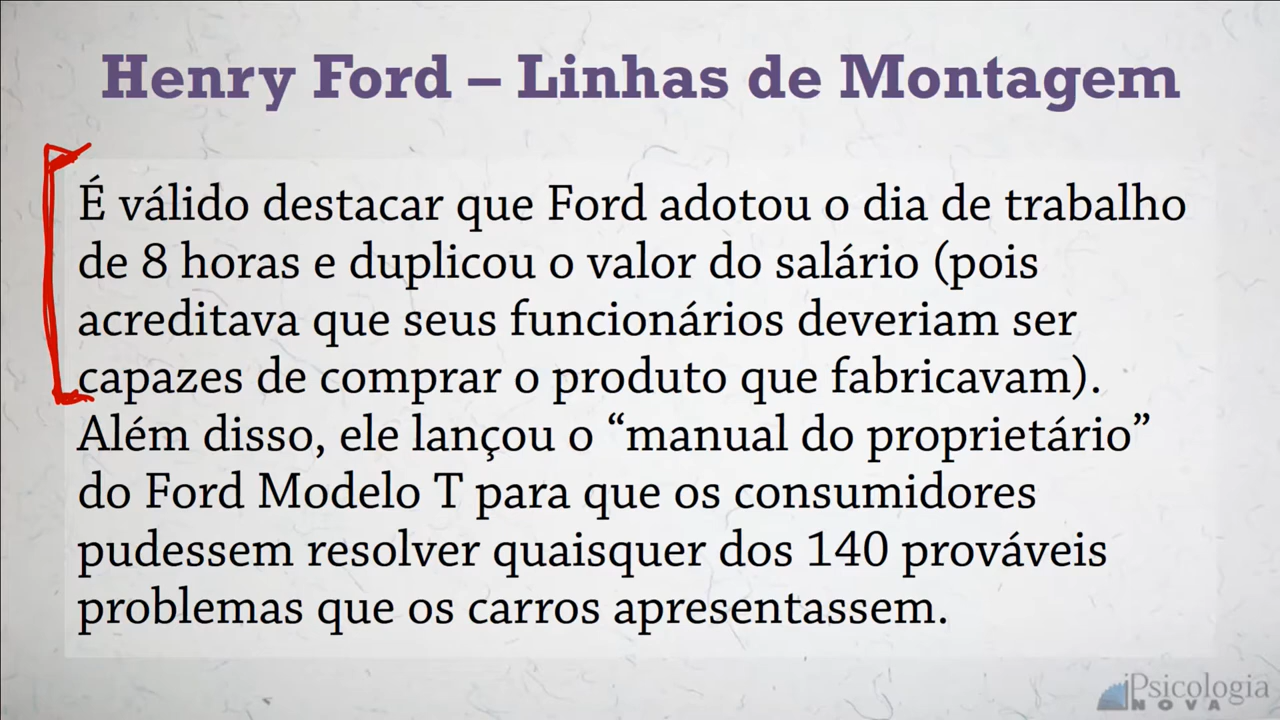 Henry Ford – Linhas de Montagem
É válido destacar que Ford adotou o dia de trabalho
de 8 horas e duplicou o valor do salário (pois
acreditava que seus funcionários deveriam ser
capazes de comprar o produto que fabricavam).
Além disso, ele lançou o “manual do proprietário”
do Ford Modelo T para que os consumidores
pudessem resolver quaisquer dos 140 prováveis
problemas que os carros apresentassem.
Psicologia
NOVA